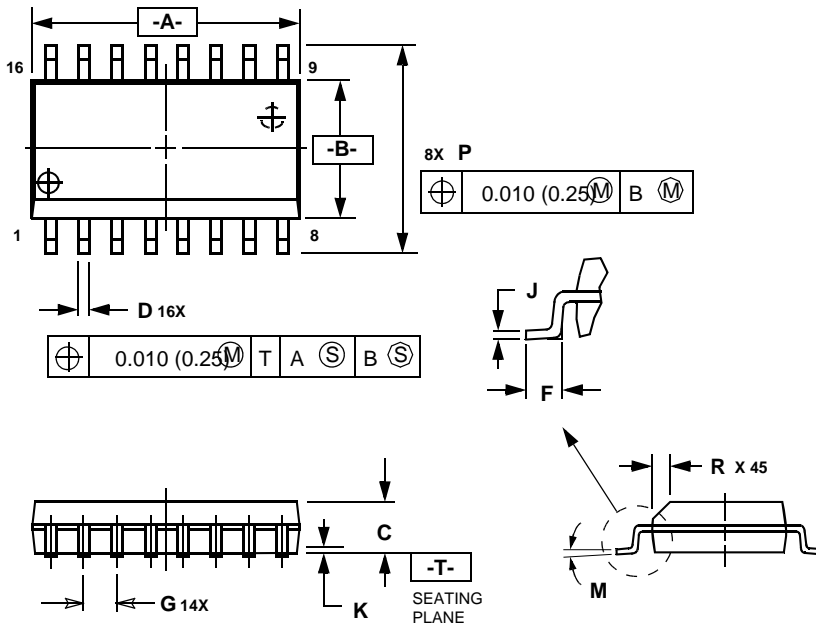 -A-
16
9
-B-
8X P
0.010 (0.25) M B M
1
8
J
D 16X
0.010 (0.25) M T A S B S
F
R X 45
C
-T-
G 14X
K
SEATING
PLANE
M